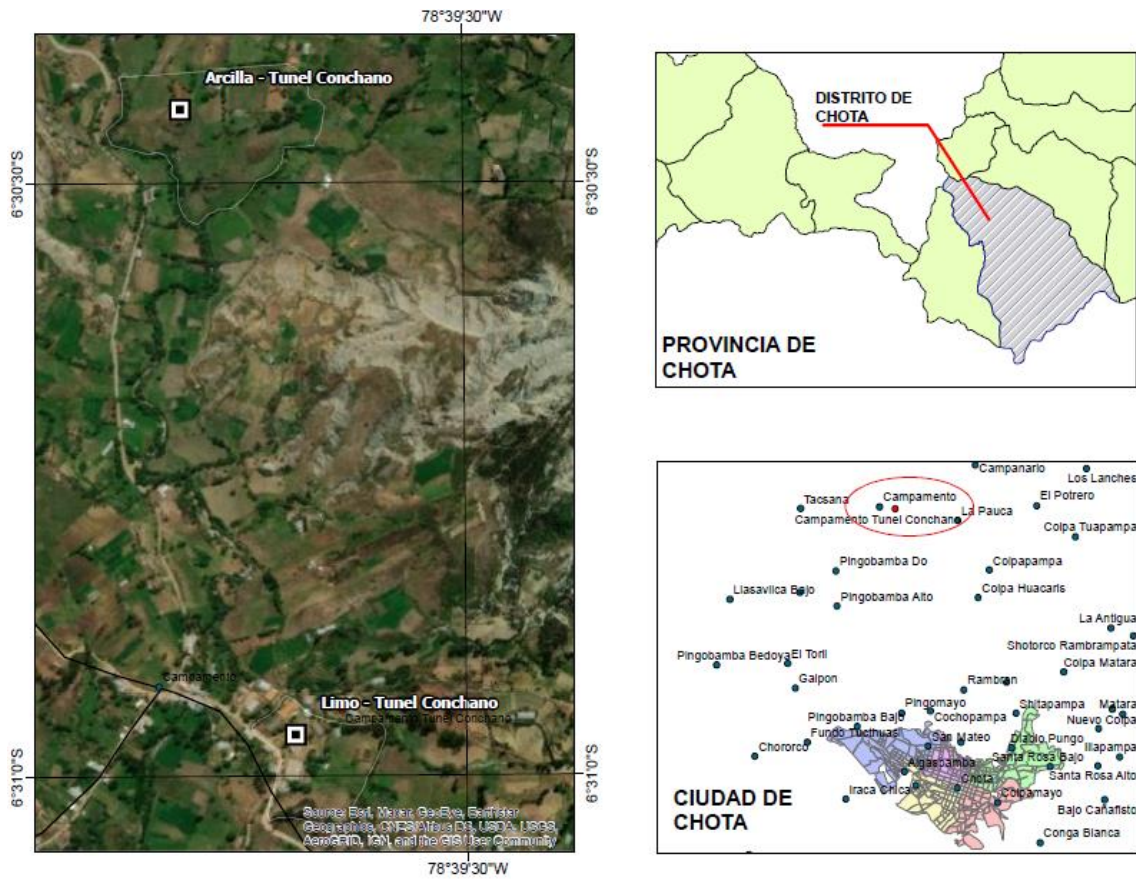 78°39'30"W
Arcilla - Tunel Conchano
6°30'30"S
6°30'30"S
Campamento
Limo - Tunel Conchano
Campamento Tunel Conchano
6°31'0"S
6°31'0"S
Source: Esri, Maxar, GeoEye, Earthstar
Geographics, CNES/Airbus DS, USDA, USGS,
AeroGRID, IGN, and the GIS User Community
78°39'30"W
DISTRITO DE
CHOTA
PROVINCIA DE
CHOTA
Campanario
Los Lanches
Tacsana
Campamento
El Potrero
Campamento Tunel Conchano
La Pauca
Colpa Tuapampa
Pingobamba Do
Colpapampa
Llasavilca Bajo
Pingobamba Alto
Colpa Huacaris
La Antigua
Shotorco Rambrampata
Pingobamba Bedoya
El Toril
Colpa Matara
Galpon
Rambran
Pingomayo
Shitapampa
Matara
Pingobamba Bajo
Cochopampa
Nuevo Colpa
Fundo Tucthuas
San Mateo
Diablo Pungo
Illapampa
Chororco
Santa Rosa Bajo
Algaspamba
Santa Rosa Alto
Iraca Chica
Chota
Colpamayo
Bajo Cañafisto
CIUDAD DE
CHOTA
Conga Blanca